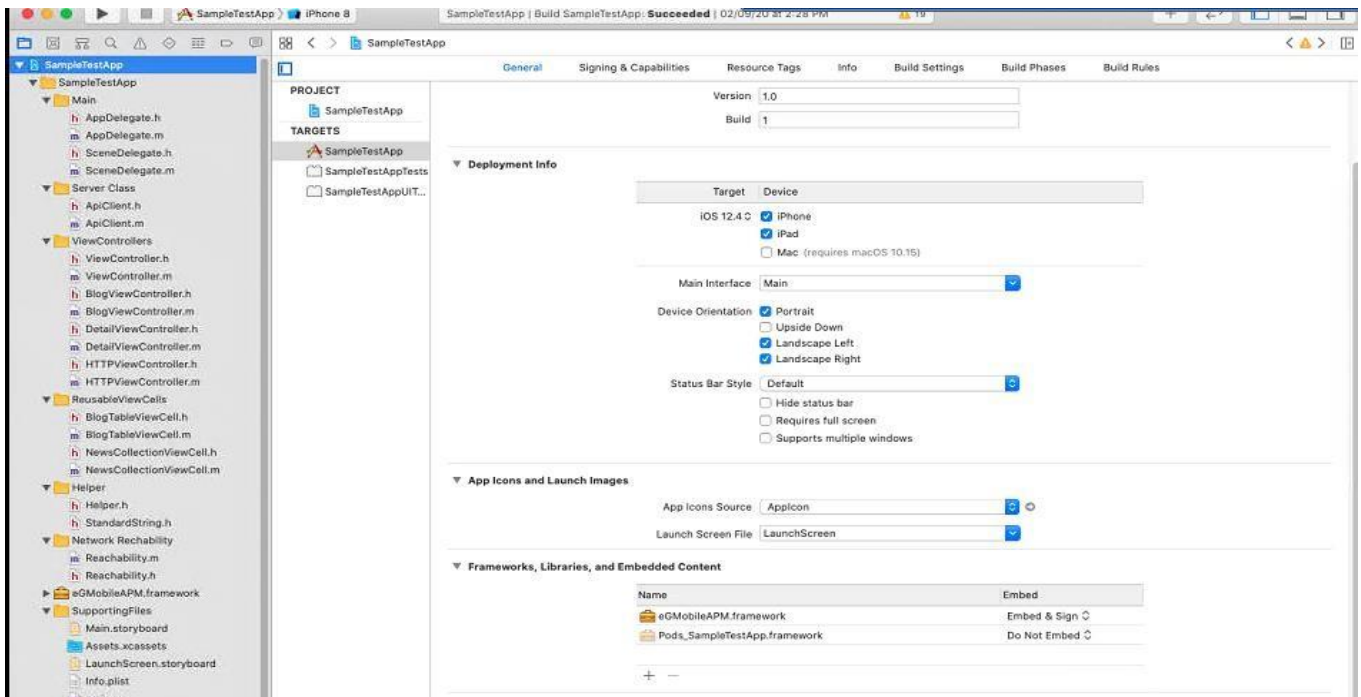 SampleTestApp iPhone 8
SampleTestApp | Build SampleTestApp: Succeeded | 02/09/20 at 2:28 PM 19
SampleTestApp
SampleTestApp
SampleTestApp
Main
h AppDelegate.h
m AppDelegate.m
h SceneDelegate.h
m SceneDelegate.m
Server Class
h ApiClient.h
m ApiClient.m
ViewControllers
h ViewController.h
m ViewController.m
h BlogViewController.h
m BlogViewController.m
h DetailViewController.h
m DetailViewController.m
h HTTPViewController.h
m HTTPViewController.m
ReusableViewCells
h BlogTableViewCell.h
m BlogTableViewCell.m
h NewsCollectionViewCell.h
m NewsCollectionViewCell.m
Helper
h Helper.h
h StandardString.h
Network Rechability
m Reachability.m
h Reachability.h
eGMobileAPM.framework
SupportingFiles
Main.storyboard
Assets.xcassets
LaunchScreen.storyboard
Info.plist
General Signing & Capabilities Resource Tags Info Build Settings Build Phases Build Rules
PROJECT
SampleTestApp
TARGETS
SampleTestApp
SampleTestAppTests
SampleTestAppUIT...
Version 1.0
Build 1
Deployment Info
Target Device
iOS 12.4 iPhone
iPad
Mac (requires macOS 10.15)
Main Interface Main
Device Orientation Portrait
Upside Down
Landscape Left
Landscape Right
Status Bar Style Default
Hide status bar
Requires full screen
Supports multiple windows
App Icons and Launch Images
App Icons Source AppIcon
Launch Screen File LaunchScreen
Frameworks, Libraries, and Embedded Content
Name Embed
eGMobileAPM.framework Embed & Sign
Pods_SampleTestApp.framework Do Not Embed